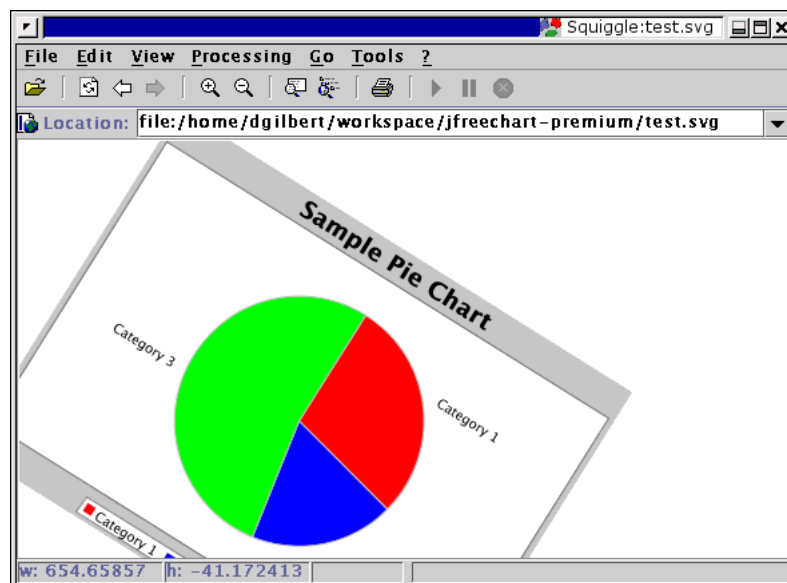 Squiggle:test.svg
File Edit View Processing Go Tools ?
Location: file:/home/dgilbert/workspace/jfreechart-premium/test.svg
Sample Pie Chart
Category 3
Category 1
Category 1
w: 654.65857 h: -41.172413